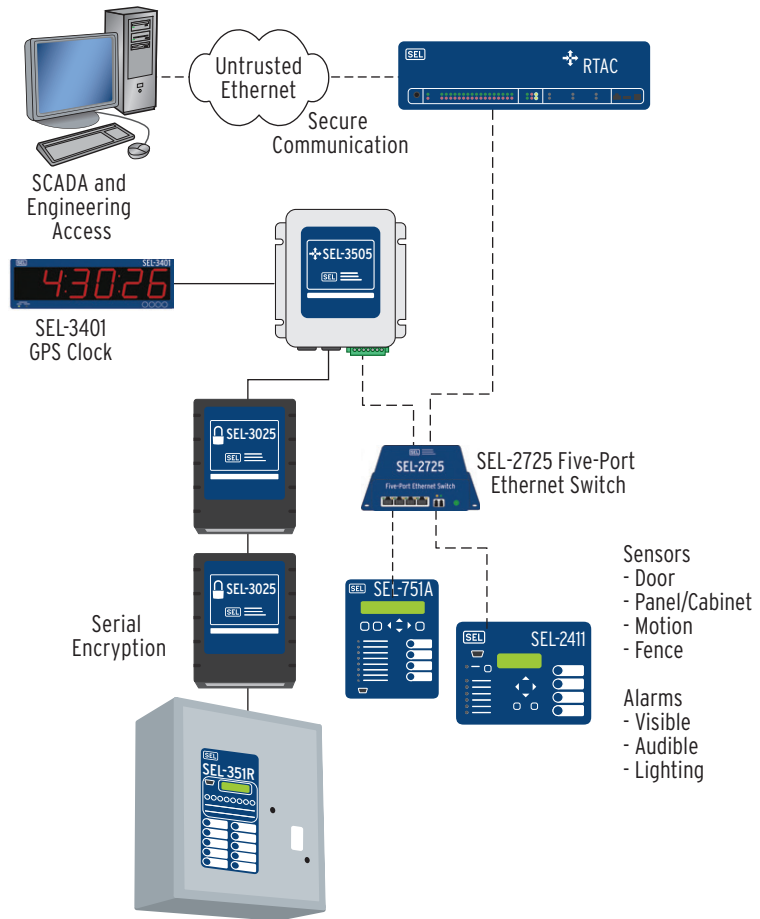 Untrusted
Ethernet
SEL
RTAC
Secure
Communication
SCADA and
Engineering
Access
SEL-3505
SEL
SEL
SEL-3401
4:30:26
SEL-3401
GPS Clock
SEL-3025
SEL
SEL
SEL-2725
Five-Port Ethernet Switch
SEL-2725 Five-Port
Ethernet Switch
SEL-3025
SEL
Serial
Encryption
SEL
SEL-751A
SEL
SEL-2411
Sensors
- Door
- Panel/Cabinet
- Motion
- Fence
Alarms
- Visible
- Audible
- Lighting
SEL
SEL-351R